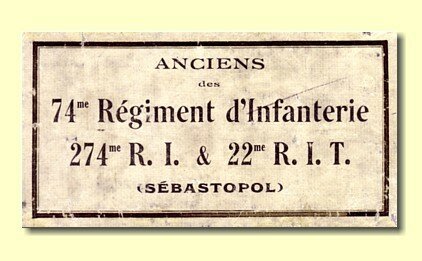 ANCIENS
des
74me Régiment d'Infanterie
274me R. I. & 22me R. I. T.
(SÉBASTOPOL)